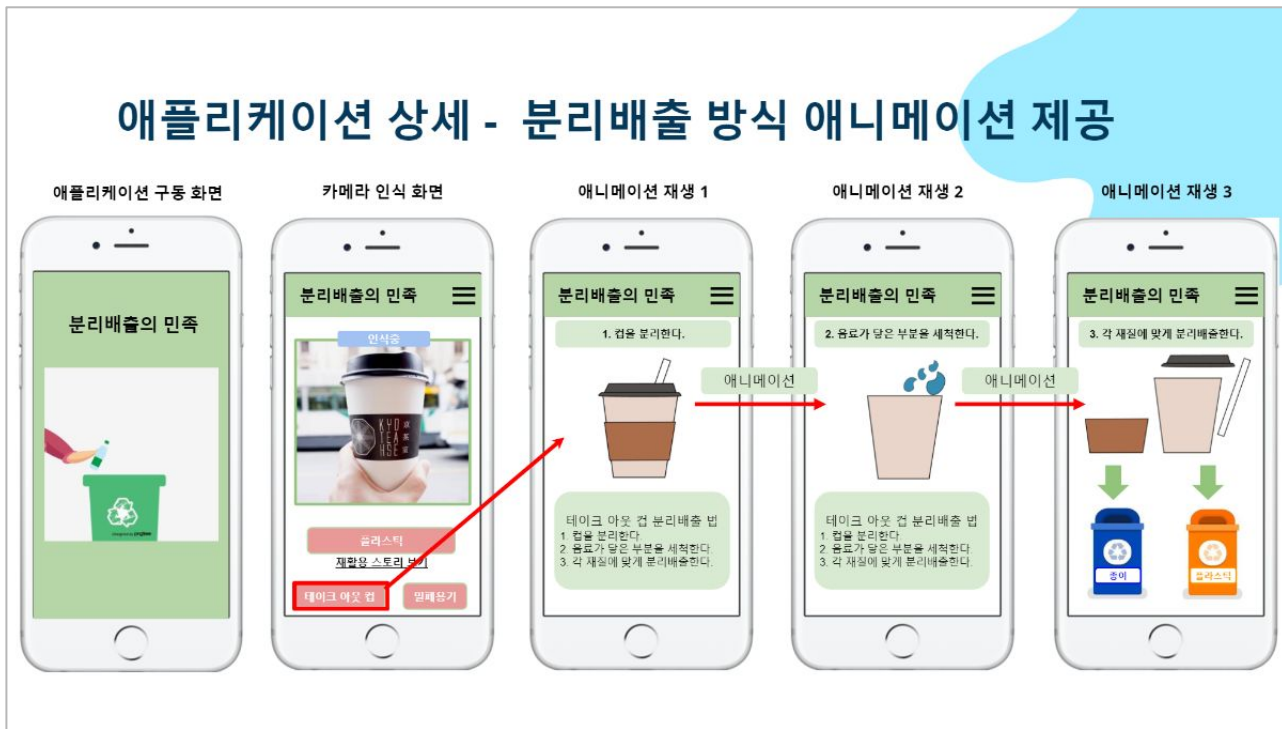 애플리케이션 상세 - 분리배출 방식 애니메이션 제공
애플리케이션 구동 화면
카메라 인식 화면
애니메이션 재생 1
애니메이션 재생 2
애니메이션 재생 3
분리배출의 민족
분리배출의 민족
인식중
플라스틱
재활용 스토리 보기
테이크 아웃 컵
밀폐용기
분리배출의 민족
1. 컵을 분리한다.
테이크 아웃 컵 분리배출 법
1. 컵을 분리한다
2. 음료가 닿은 부분을 세척한다.
3. 각 재질에 맞게 분리배출한다.
애니메이션
분리배출의 민족
2. 음료가 닿은 부분을 세척한다.
테이크 아웃 컵 분리배출 법
1. 컵을 분리한다
2. 음료가 닿은 부분을 세척한다.
3. 각 재질에 맞게 분리배출한다.
애니메이션
분리배출의 민족
3. 각 재질에 맞게 분리배출한다.
종이
플라스틱